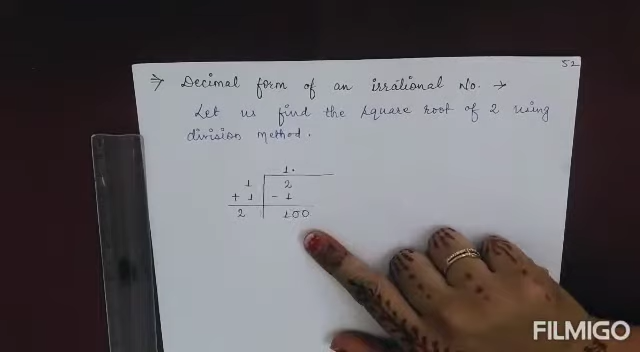 52
⇒ Decimal form of an irrational No. →
Let us find the square root of 2 using
division method.
1.
1 2
+ 1 - 1
2 100
FILMIGO